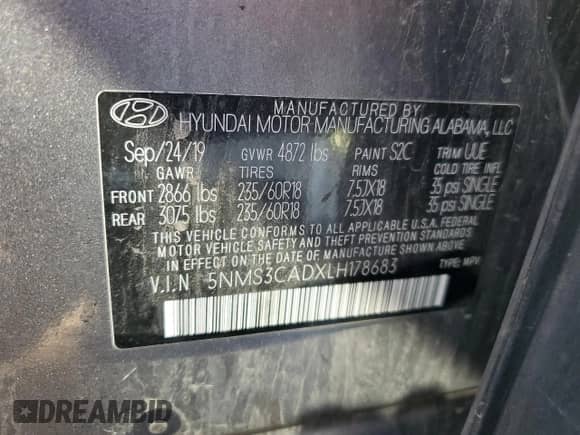 MANUFACTURED BY
HYUNDAI MOTOR MANUFACTURING ALABAMA, LLC
Sep/24/19 GVWR 4872 lbs PAINT S2C TRIM UUE
GAWR TIRES RIMS COLD TIRE INFL
FRONT 2866 lbs 235/60R18 7.5JX18 35 psi SINGLE
REAR 3075 lbs 235/60R18 7.5JX18 35 psi SINGLE
THIS VEHICLE CONFORMS TO ALL APPLICABLE U.S.A. FEDERAL
MOTOR VEHICLE SAFETY AND THEFT PREVENTION STANDARDS
IN EFFECT ON THE DATE OF MANUFACTURE SHOWN ABOVE.
V.I.N 5NMS3CADXLH178683 TYPE: MPV
DREAMBID